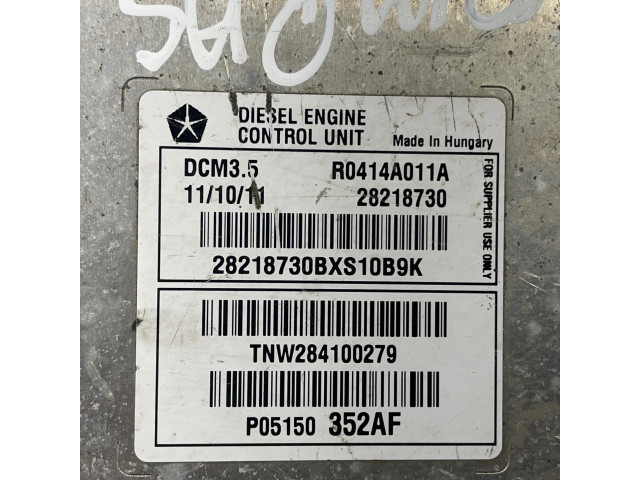 DIESEL ENGINE
CONTROL UNIT
Made In Hungary
DCM3.5 R0414A011A
11/10/11 28218730
28218730BXS10B9K
FOR SUPPLIER USE ONLY
TNW284100279
P05150 352AF